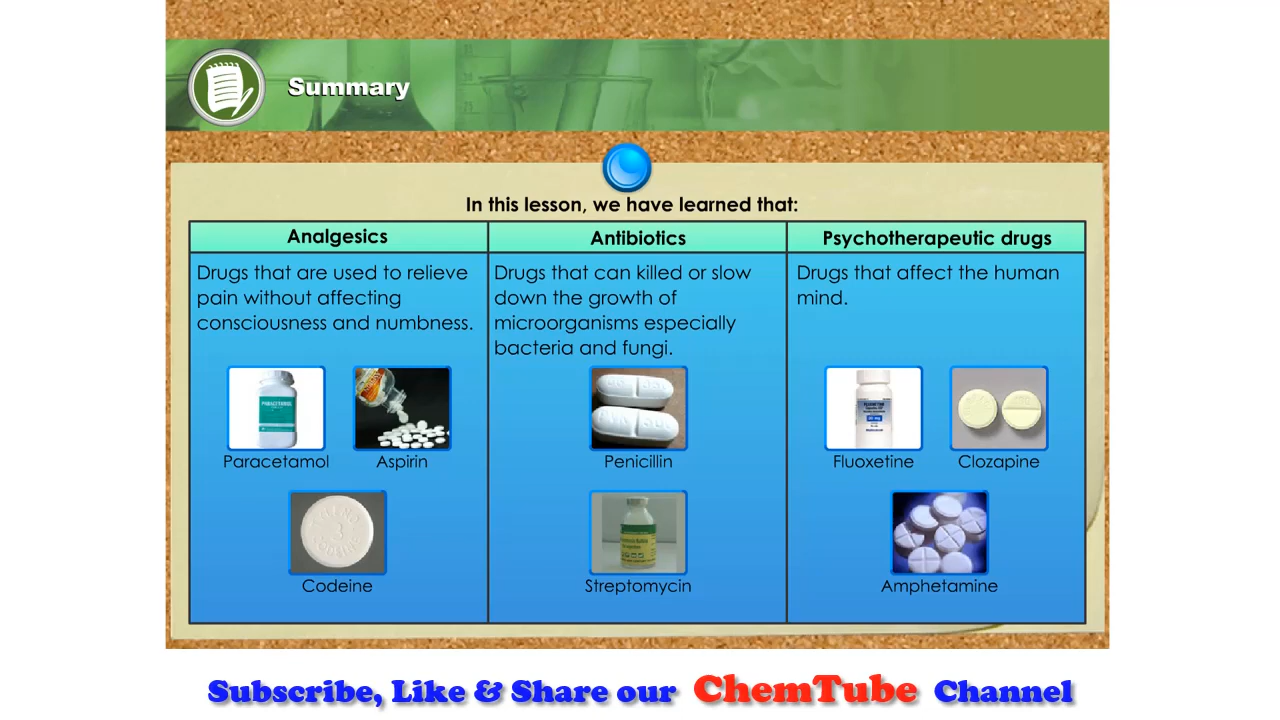 Summary
In this lesson, we have learned that:
Analgesics
Drugs that are used to relieve
pain without affecting
consciousness and numbness.
Paracetamol
Aspirin
Codeine
Antibiotics
Drugs that can killed or slow
down the growth of
microorganisms especially
bacteria and fungi.
Penicillin
Streptomycin
Psychotherapeutic drugs
Drugs that affect the human
mind.
Fluoxetine
Clozapine
Amphetamine
Subscribe, Like & Share our ChemTube Channel